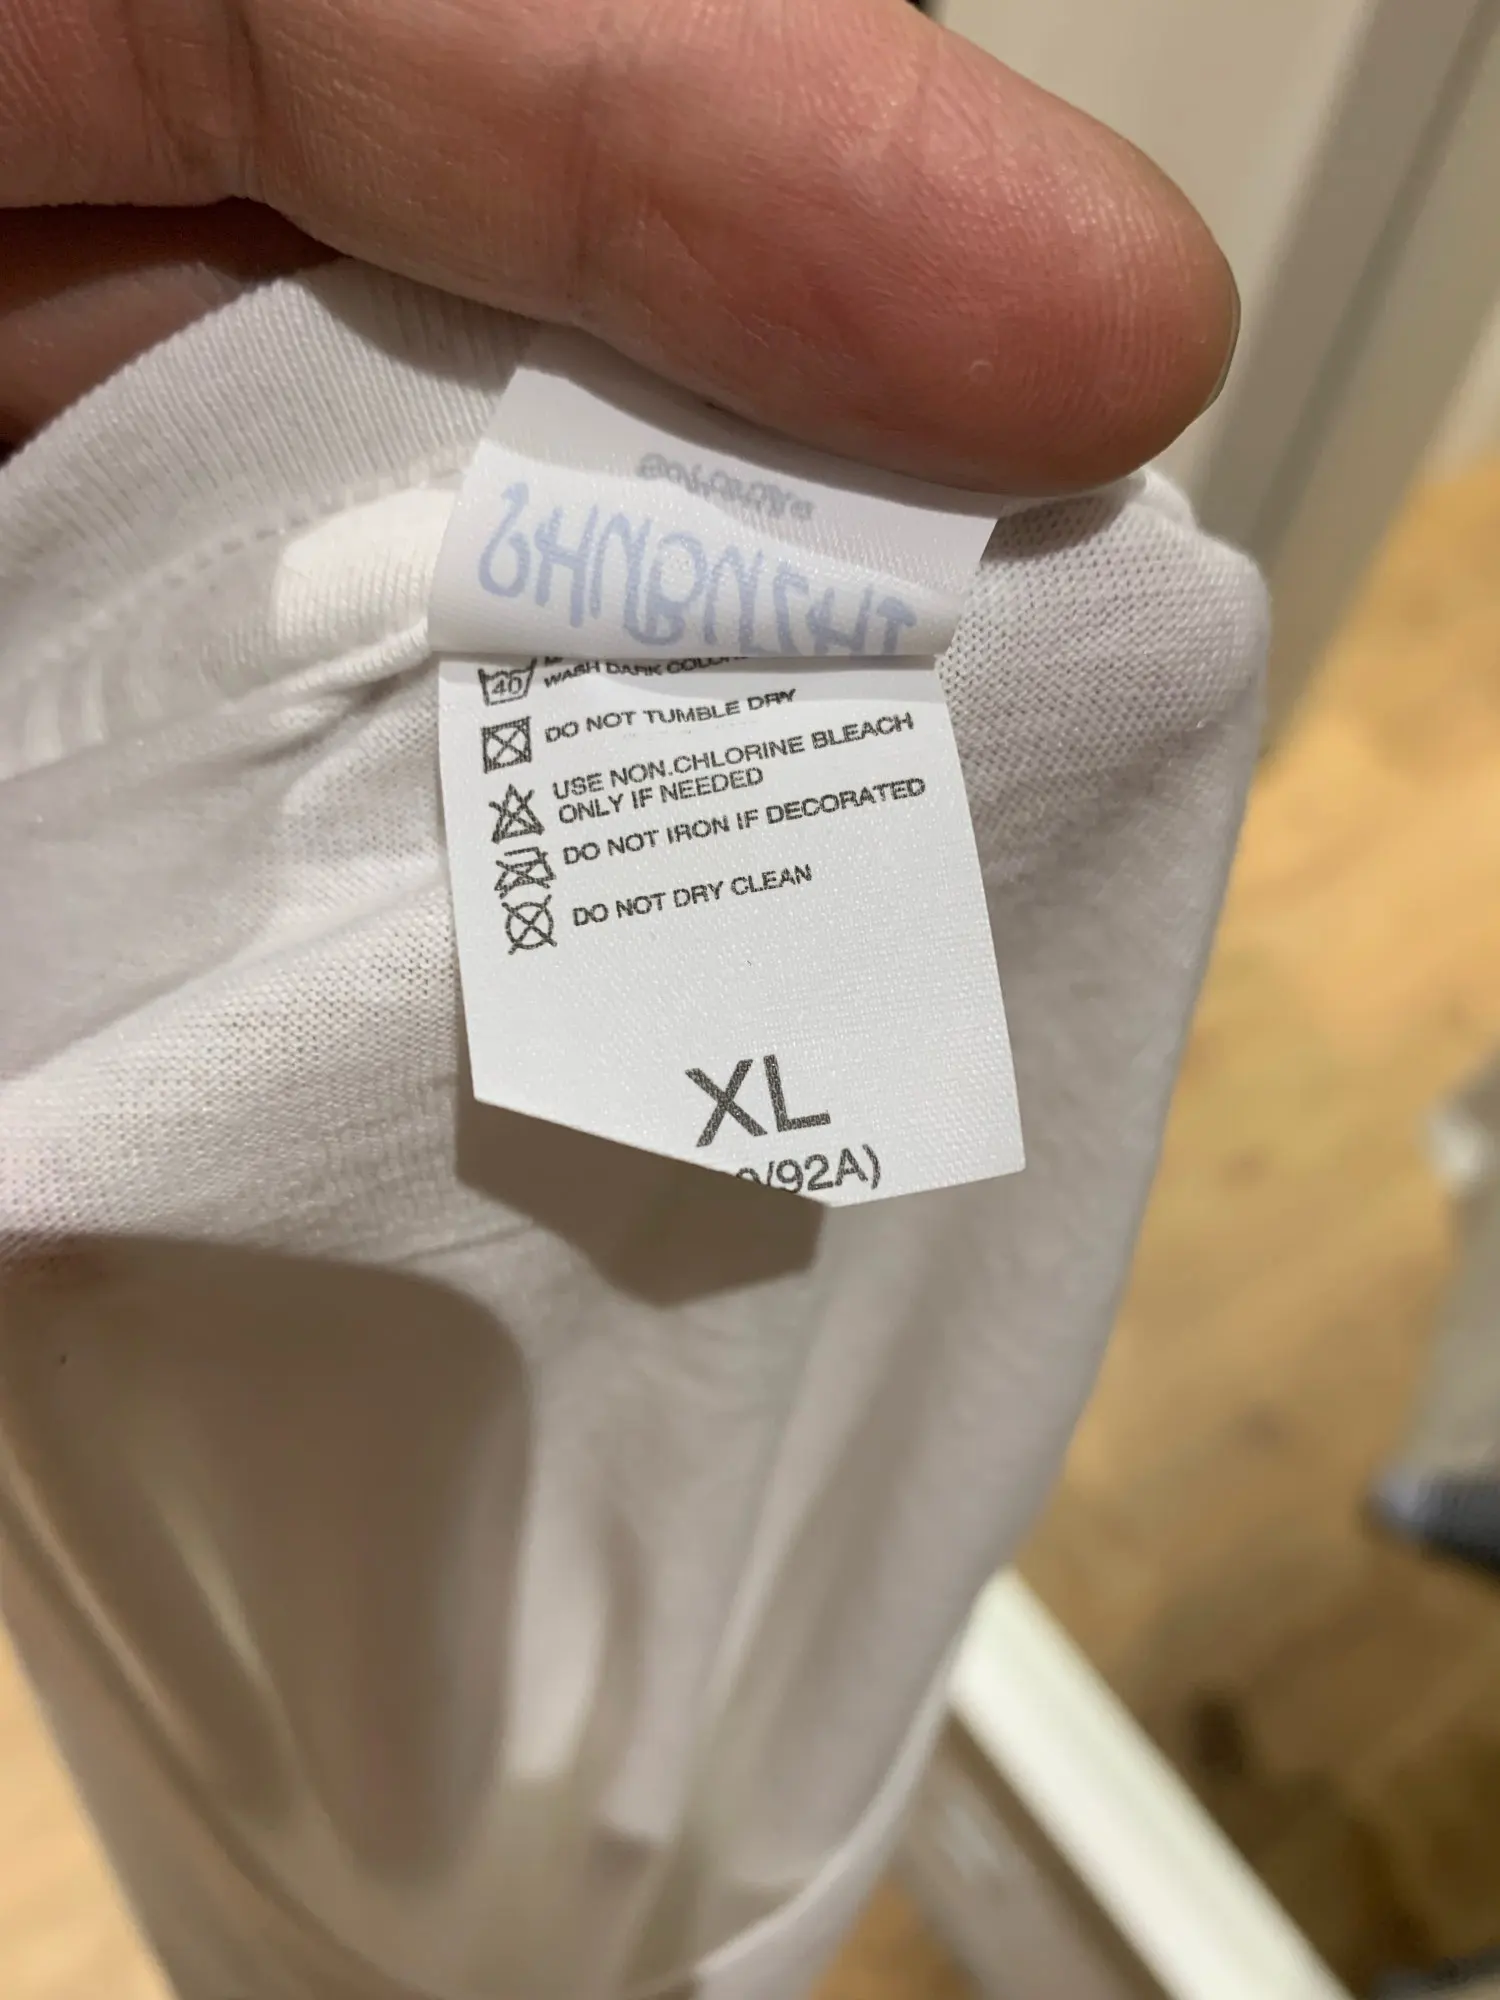 40
WASH DARK
DO NOT TUMBLE DRY
USE NON.CHLORINE BLEACH
ONLY IF NEEDED
DO NOT IRON IF DECORATED
DO NOT DRY CLEAN
XL
/92A)